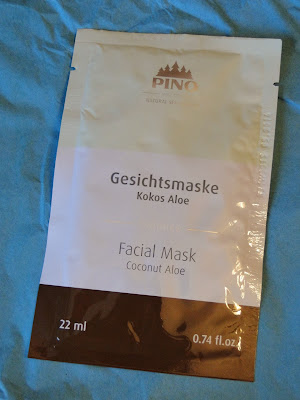 PINO
Gesichtsmaske
Kokos Aloe
Facial Mask
Coconut Aloe
22 ml
0.74 fl.oz.